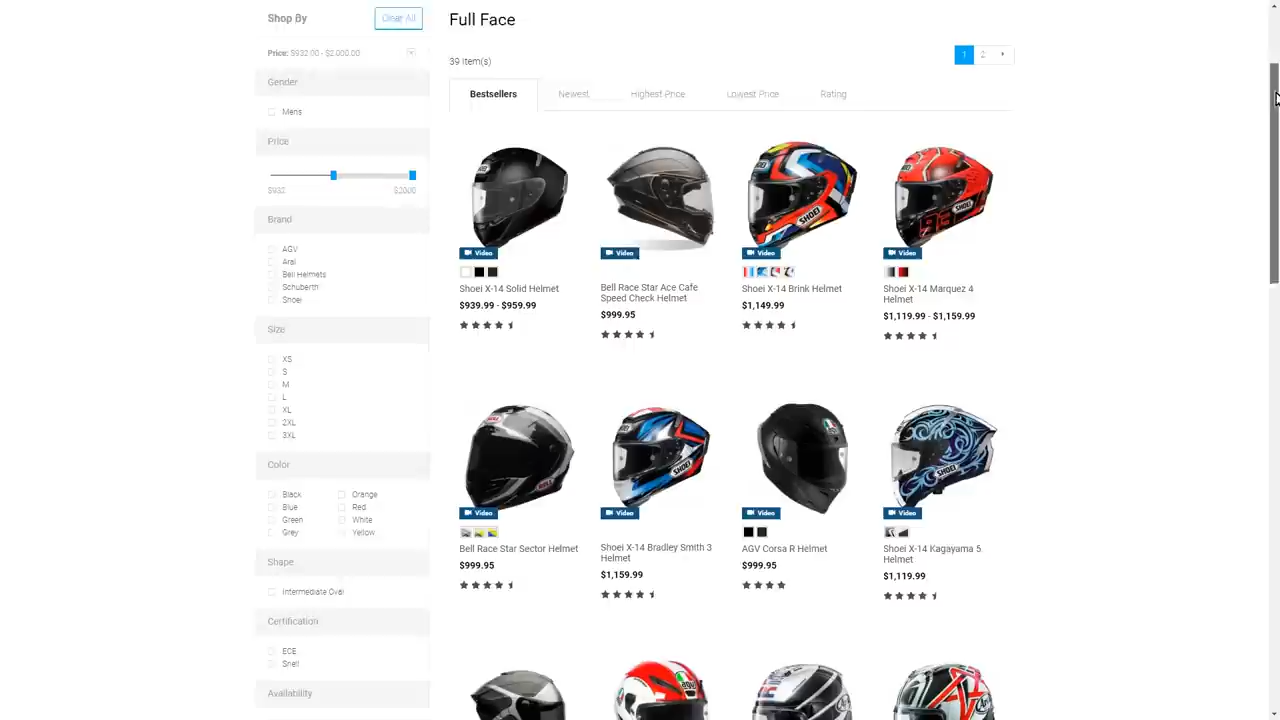 Shop By
Clear All
Price: $932.00 - $2,000.00
Gender
Mens
Price
$932
$2000
Brand
AGV
Arai
Bell Helmets
Schuberth
Shoei
Size
XS
S
M
L
XL
2XL
3XL
Color
Black
Orange
Blue
Red
Green
White
Grey
Yellow
Shape
Intermediate Oval
Certification
ECE
Snell
Availability
Full Face
39 Item(s)
1
2
Bestsellers
Newest
Highest Price
Lowest Price
Rating
SHOEI
SHOEI
Video
Video
Video
Video
Shoei X-14 Solid Helmet
$939.99 - $959.99
Bell Race Star Ace Cafe
Speed Check Helmet
$999.95
Shoei X-14 Brink Helmet
$1,149.99
Shoei X-14 Marquez 4
Helmet
$1,119.99 - $1,159.99
BELL
SHOEI
SHOEI
Video
Video
Video
Video
Bell Race Star Sector Helmet
$999.95
Shoei X-14 Bradley Smith 3
Helmet
$1,159.99
AGV Corsa R Helmet
$999.95
Shoei X-14 Kagayama 5
Helmet
$1,119.99